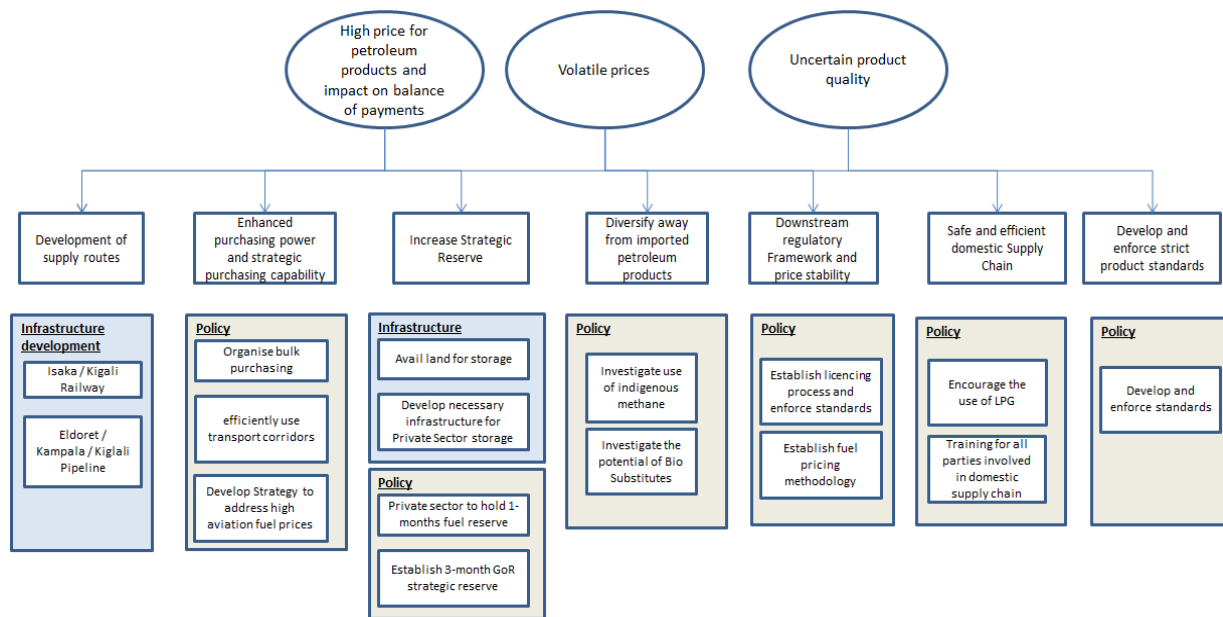 High price for
petroleum
products and
impact on balance
of payments
Volatile prices
Uncertain product
quality
Development of
supply routes
Enhanced
purchasing power
and strategic
purchasing capability
Increase Strategic
Reserve
Diversify away
from imported
petroleum
products
Downstream
regulatory
Framework and
price stability
Safe and efficient
domestic Supply
Chain
Develop and
enforce strict
product standards
Infrastructure
development
Isaka / Kigali
Railway
Eldoret /
Kampala / Kiglali
Pipeline
Policy
Organise bulk
purchasing
efficiently use
transport corridors
Develop Strategy to
address high
aviation fuel prices
Infrastructure
Avail land for storage
Develop necessary
infrastructure for
Private Sector storage
Policy
Private sector to hold 1-
months fuel reserve
Establish 3-month GoR
strategic reserve
Policy
Investigate use
of indigenous
methane
Investigate the
potential of Bio
Substitutes
Policy
Establish licencing
process and
enforce standards
Establish fuel
pricing
methodology
Policy
Encourage the
use of LPG
Training for all
parties involved
in domestic
supply chain
Policy
Develop and
enforce standards